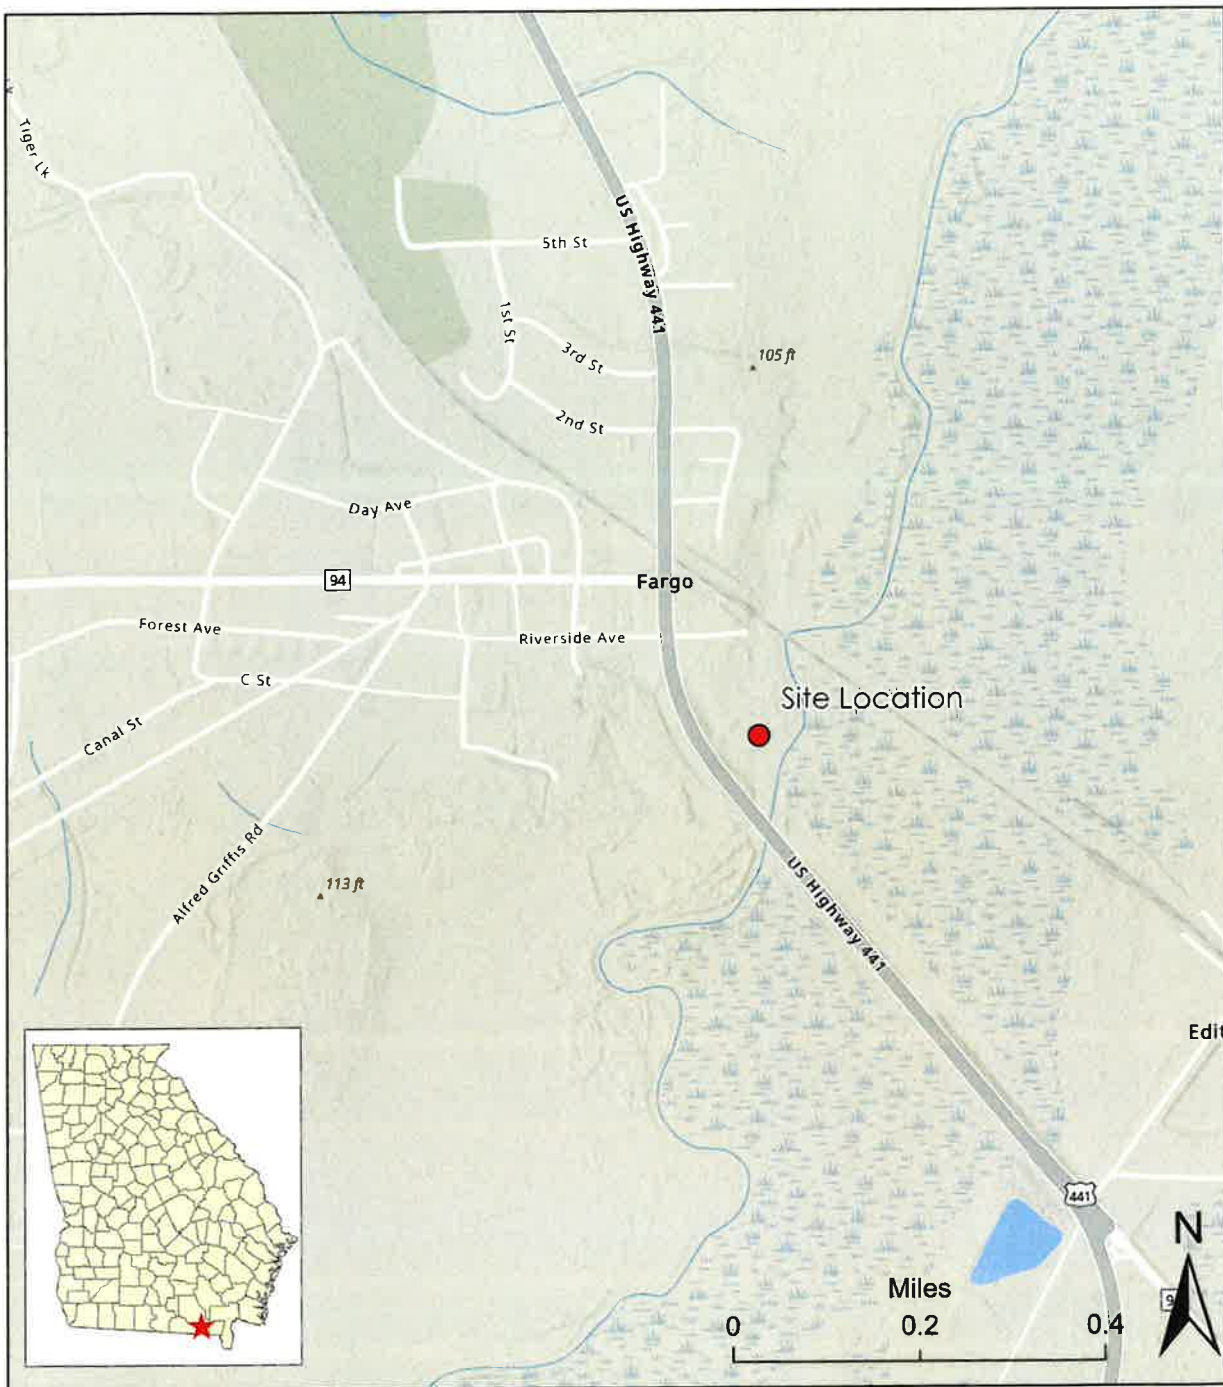 Tiger Lk
US Highway 441
5th St
1st St
3rd St
105 ft
2nd St
Day Ave
94
Fargo
Forest Ave
Riverside Ave
C St
Site Location
Canal St
Alfred Griffis Rd
113 ft
US Highway 441
Edit
441
N
Miles
9
0 0.2 0.4